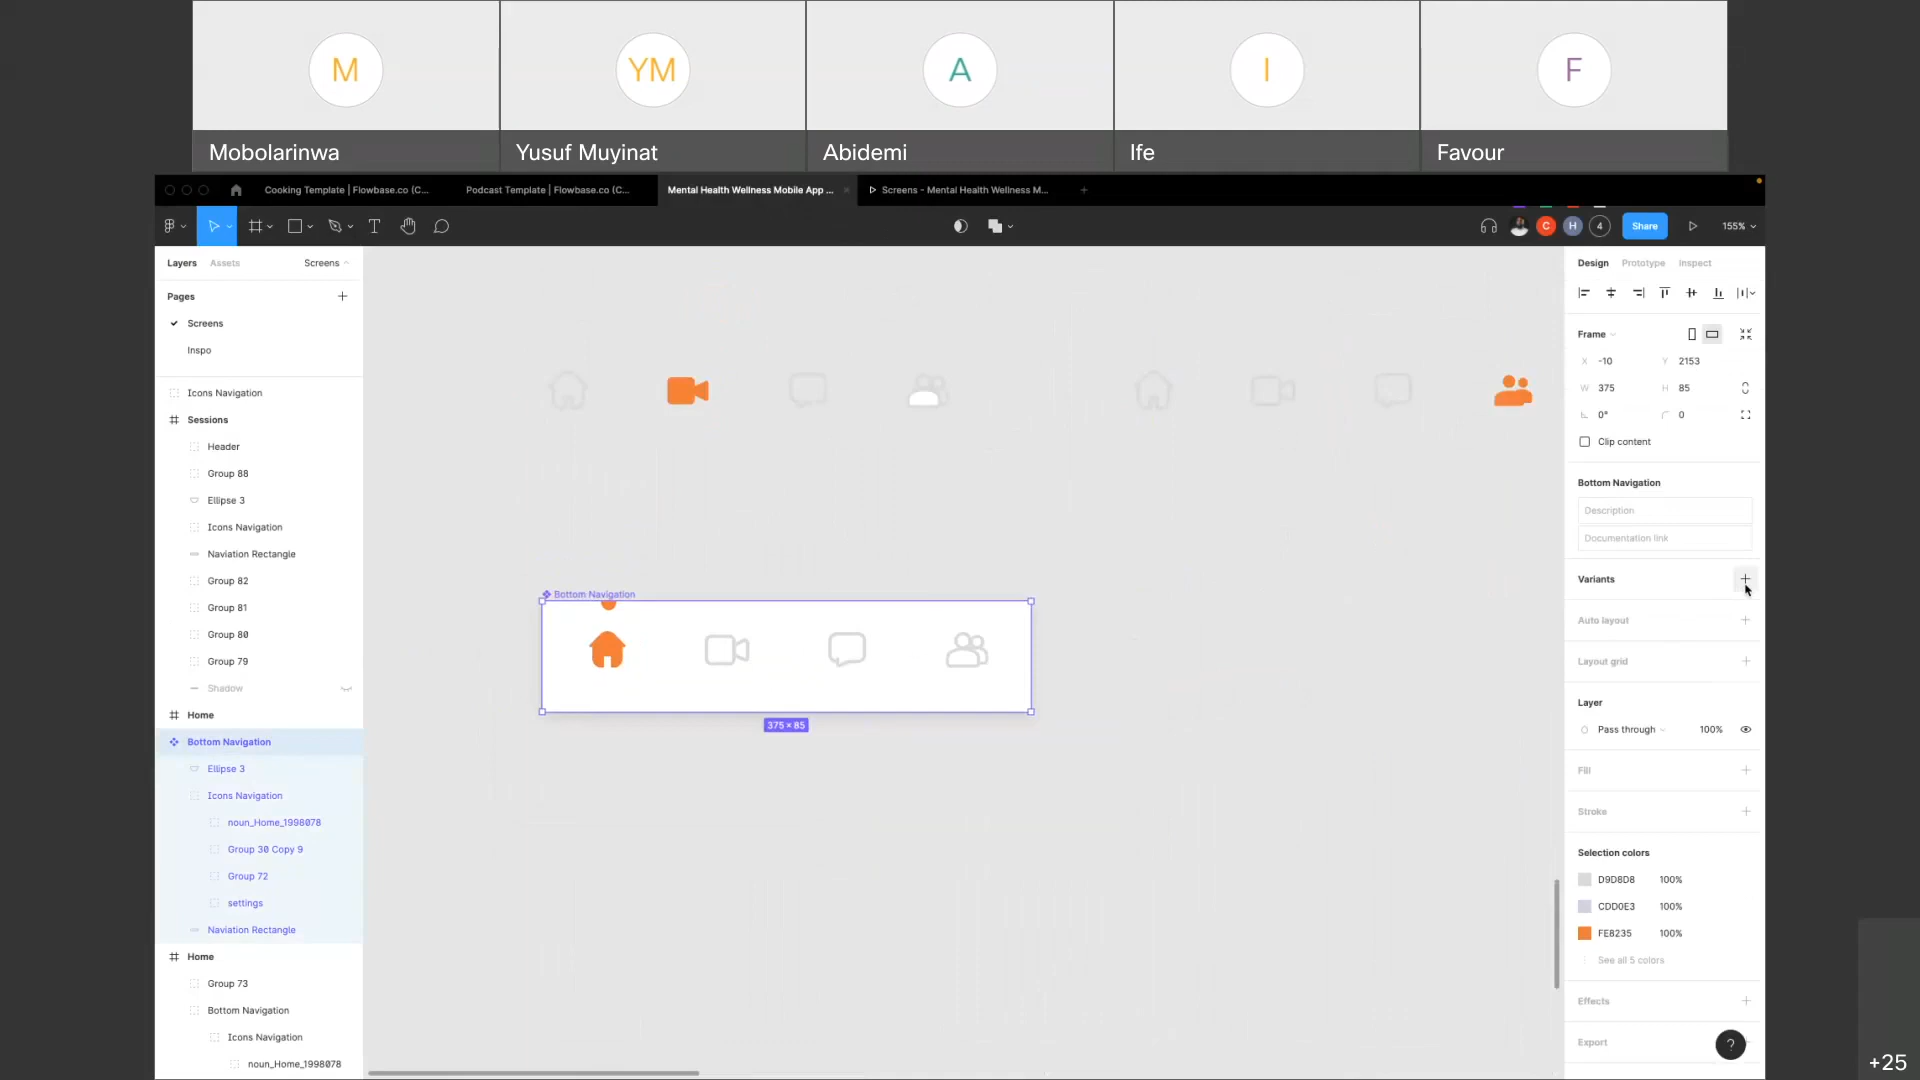 M
YM
A
I
F
Mobolarinwa
Yusuf Muyinat
Abidemi
Ife
Favour
Cooking Template | Flowbase.co (C...
Podcast Template | Flowbase.co (C...
Mental Health Wellness Mobile App ...
Screens - Mental Health Wellness M...
C
H
4
Share
155%
Layers
Assets
Screens
Pages
Screens
Inspo
Icons Navigation
Sessions
Header
Group 88
Ellipse 3
Icons Navigation
Naviation Rectangle
Group 82
Group 81
Group 80
Group 79
Shadow
Home
Bottom Navigation
Ellipse 3
Icons Navigation
noun_Home_1998078
Group 30 Copy 9
Group 72
settings
Naviation Rectangle
Home
Group 73
Bottom Navigation
Icons Navigation
noun_Home_1998078
Bottom Navigation
375 × 85
Design
Prototype
Inspect
Frame
X -10
Y 2153
W 375
H 85
0°
0
Clip content
Bottom Navigation
Description
Documentation link
Variants
Auto layout
Layout grid
Layer
Pass through
100%
Fill
Stroke
Selection colors
D9D8D8 100%
CDD0E3 100%
FE8235 100%
See all 5 colors
Effects
Export
?
+25